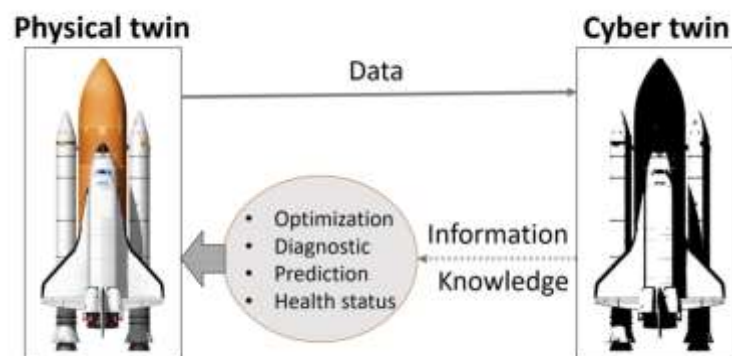 Physical twin
Cyber twin
Data
• Optimization
• Diagnostic
• Prediction
• Health status
Information
Knowledge